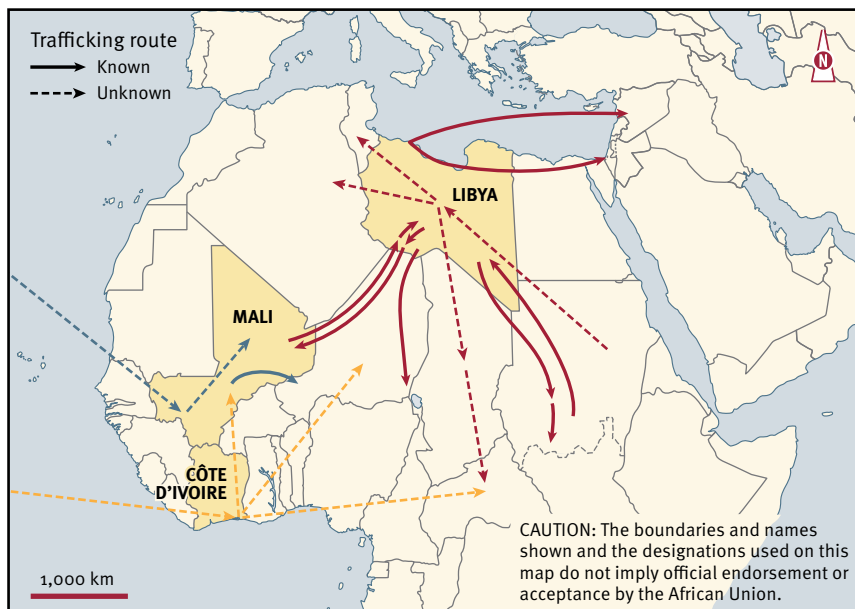 Trafficking route
Known
Unknown
N
LIBYA
MALI
CÔTE
D'IVOIRE
CAUTION: The boundaries and names
shown and the designations used on this
map do not imply official endorsement or
acceptance by the African Union.
1,000 km